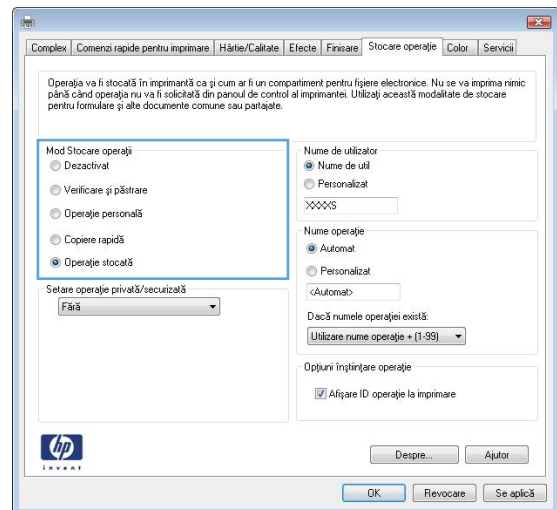 Complex Comenzi rapide pentru imprimare Hârtie/Calitate Efecte Finisare Stocare operaţie Color Servicii
Operaţia va fi stocată în imprimantă ca şi cum ar fi un compartiment pentru fişiere electronice. Nu se va imprima nimic
până când operaţia nu va fi solicitată din panoul de control al imprimantei. Utilizaţi această modalitate de stocare
pentru formulare şi alte documente comune sau partajate.
Mod Stocare operaţii
Dezactivat
Verificare şi păstrare
Operaţie personală
Copiere rapidă
Operaţie stocată
Setare operaţie privată/securizată
Fără
Nume de utilizator
Nume de util
Personalizat
XXXXS
Nume operaţie
Automat
Personalizat
<Automat>
Dacă numele operaţiei există:
Utilizare nume operaţie + (1-99)
Opţiuni înştiinţare operaţie
Afişare ID operaţie la imprimare
hp
invent
Despre... Ajutor
OK Revocare Se aplică